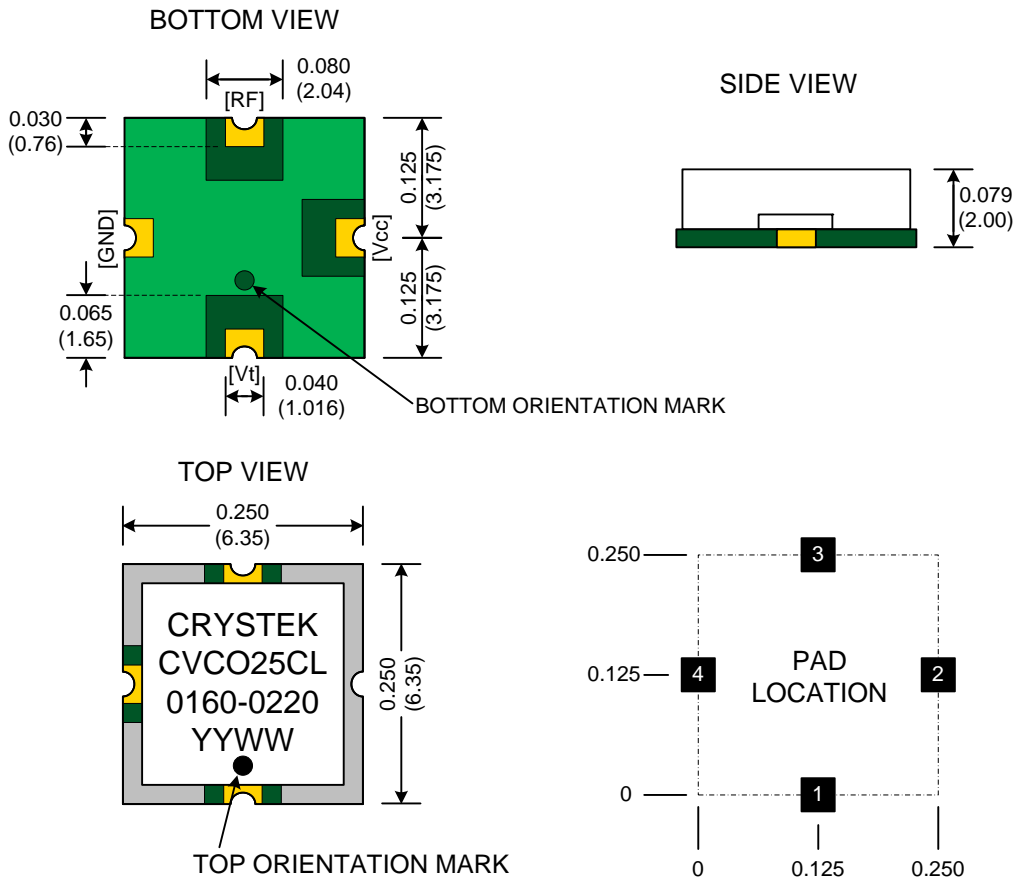 BOTTOM VIEW
0.080
(2.04)
[RF]
0.030
(0.76)
0.125
(3.175)
[GND]
[Vcc]
0.125
(3.175)
0.065
(1.65)
[Vt]
0.040
(1.016)
BOTTOM ORIENTATION MARK
SIDE VIEW
0.079
(2.00)
TOP VIEW
0.250
(6.35)
CRYSTEK
CVCO25CL
0160-0220
YYWW
0.250
(6.35)
TOP ORIENTATION MARK
0.250
3
0.125
4
PAD
LOCATION
2
0
1
0
0.125
0.250